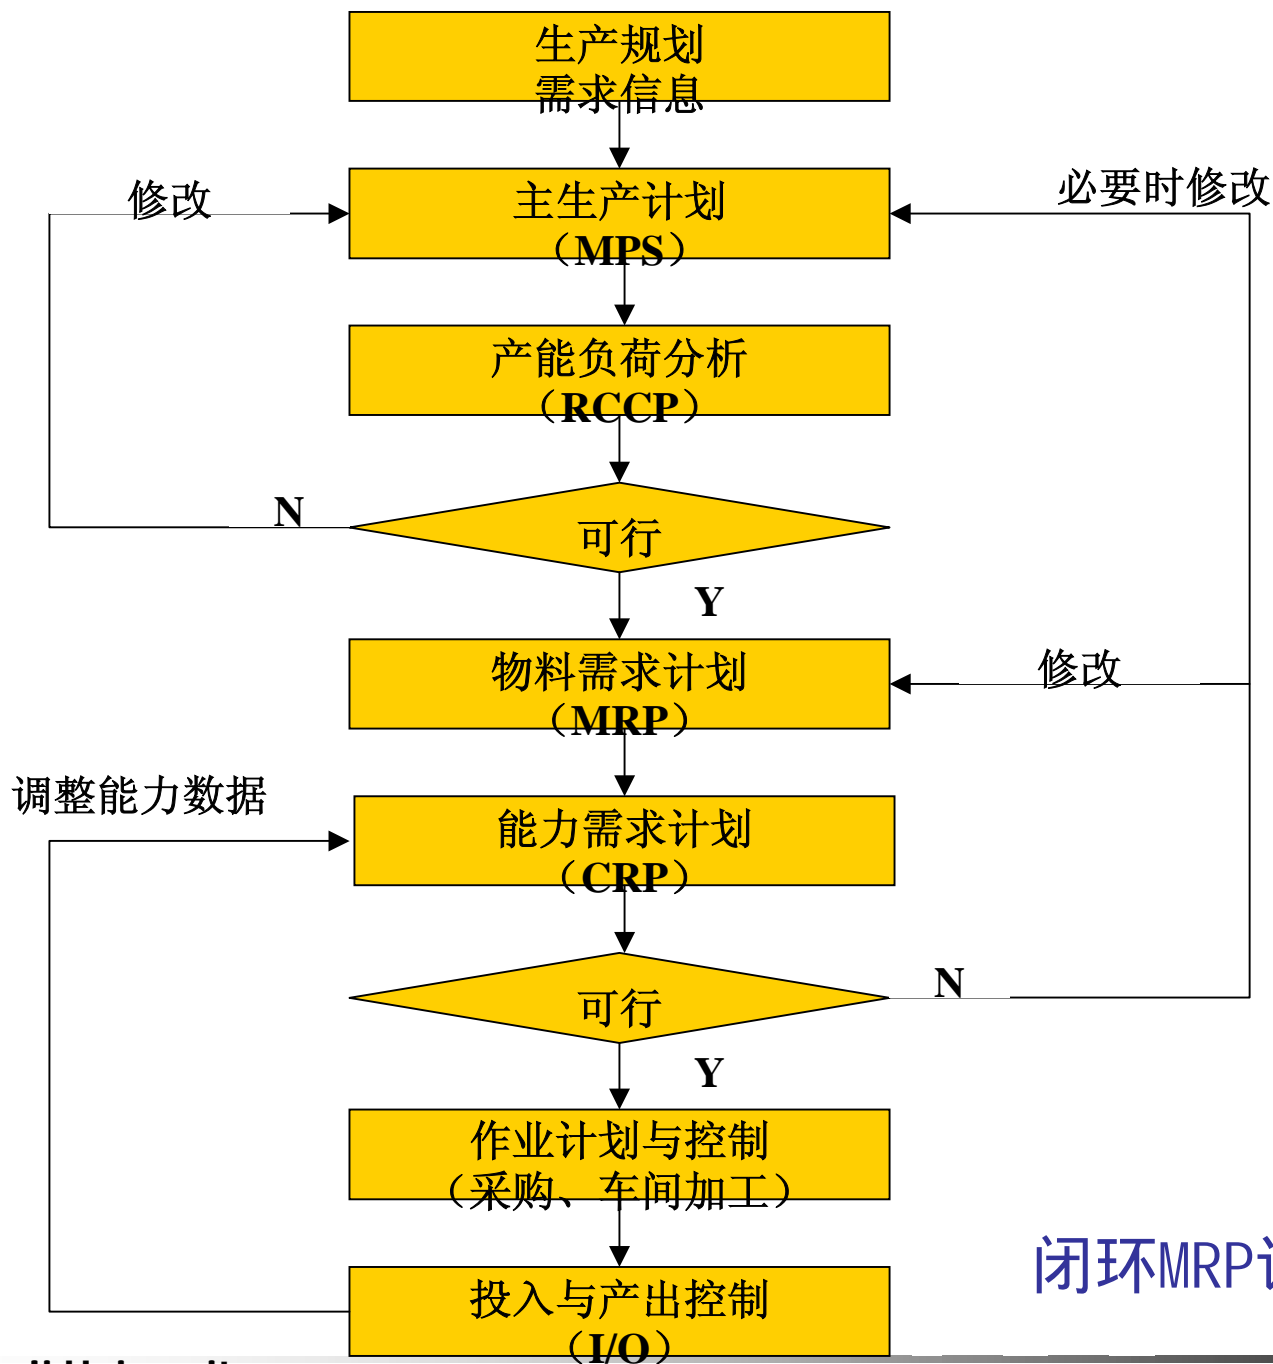 生产规划
需求信息
修改
主生产计划
必要时修改
（MPS）
产能负荷分析
（RCCP）
N
可行
Y
物料需求计划
修改
（MRP）
调整能力数据
能力需求计划
（CRP）
可行
N
Y
作业计划与控制
（采购、车间加工）
闭环MRP
投入与产出控制
（I/O）